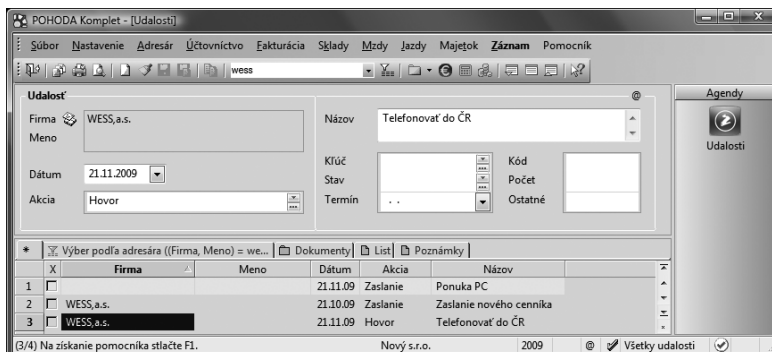 POHODA Komplet - [Udalosti]
Súbor Nastavenie Adresár Účtovníctvo Fakturácia Sklady Mzdy Jazdy Majetok Záznam Pomocník
wess
Udalosť @
Agendy
Firma WESS,a.s. Názov Telefonovať do ČR
Meno
Udalosti
Kľúč Kód
Dátum 21.11.2009 Stav Počet
Akcia Hovor Termín . . Ostatné
* Výber podľa adresára ((Firma, Meno) = we... Dokumenty List Poznámky
X Firma Meno Dátum Akcia Názov
1 21.11.09 Zaslanie Ponuka PC
2 WESS,a.s. 21.10.09 Zaslanie Zaslanie nového cenníka
3 WESS,a.s. 21.11.09 Hovor Telefonovať do ČR
(3/4) Na získanie pomocníka stlačte F1. Nový s.r.o. 2009 @ Všetky udalosti